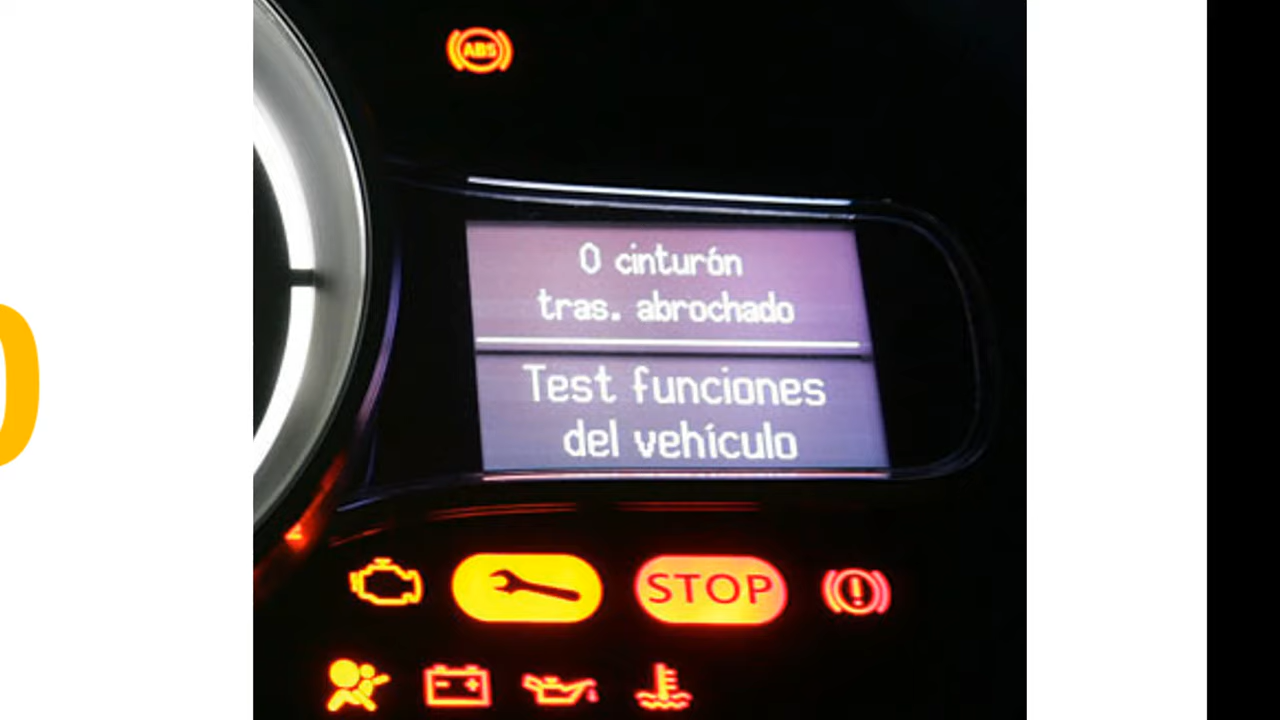 ABS
0 cinturón
tras. abrochado
Test funciones
del vehículo
STOP